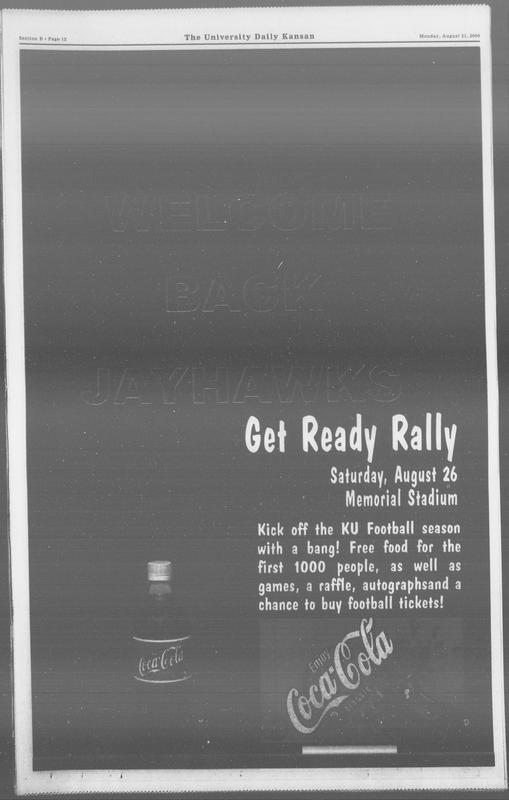 Section B • Page 12
The University Daily Kansan
Monday, August 21, 2000
WELCOME
BACK
JAYHAWKS
Get Ready Rally
Saturday, August 26
Memorial Stadium
Kick off the KU Football season
with a bang! Free food for the
first 1000 people, as well as
games, a raffle, autographsand a
chance to buy football tickets!
Coca-Cola
Enjoy
Coca-Cola